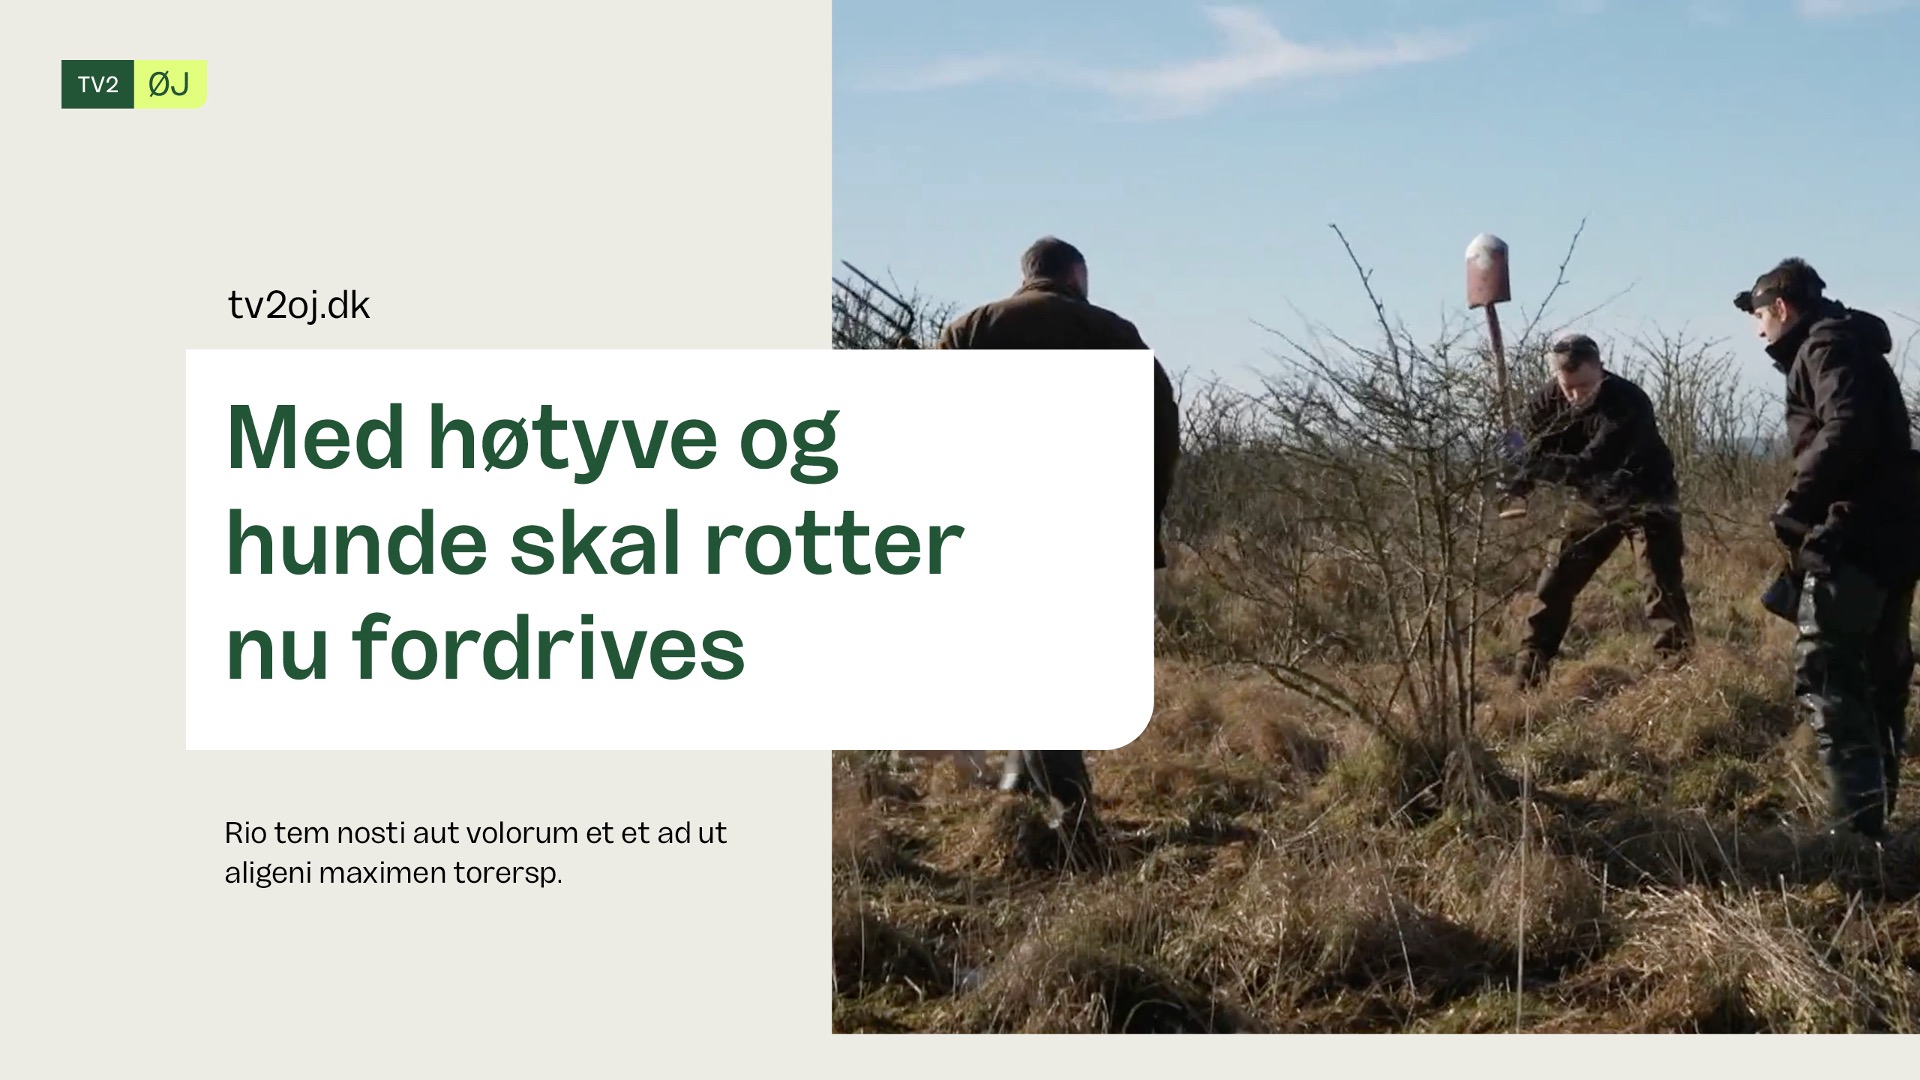 TV2 ØJ
tv2oj.dk
Med høtyve og
hunde skal rotter
nu fordrives
Rio tem nosti aut volorum et et ad ut
aligeni maximen torersp.